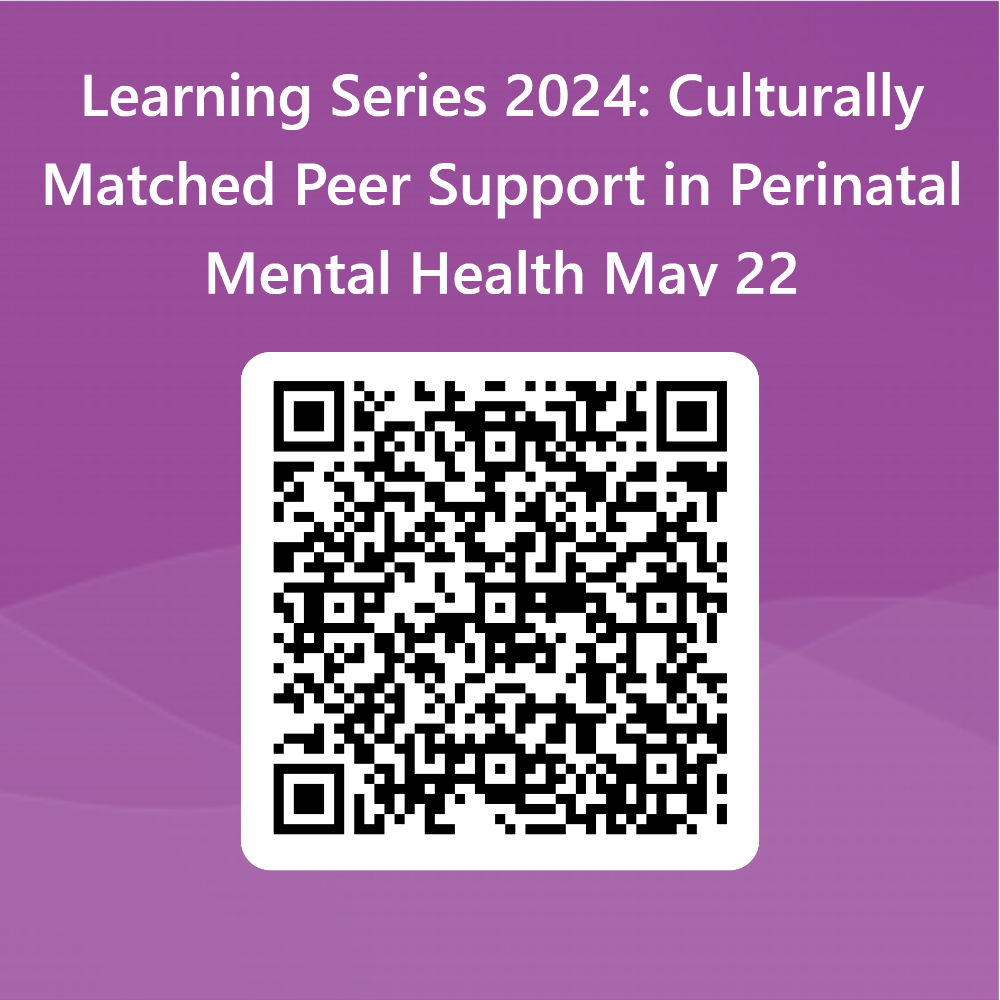 Learning Series 2024: Culturally
Matched Peer Support in Perinatal
Mental Health May 22